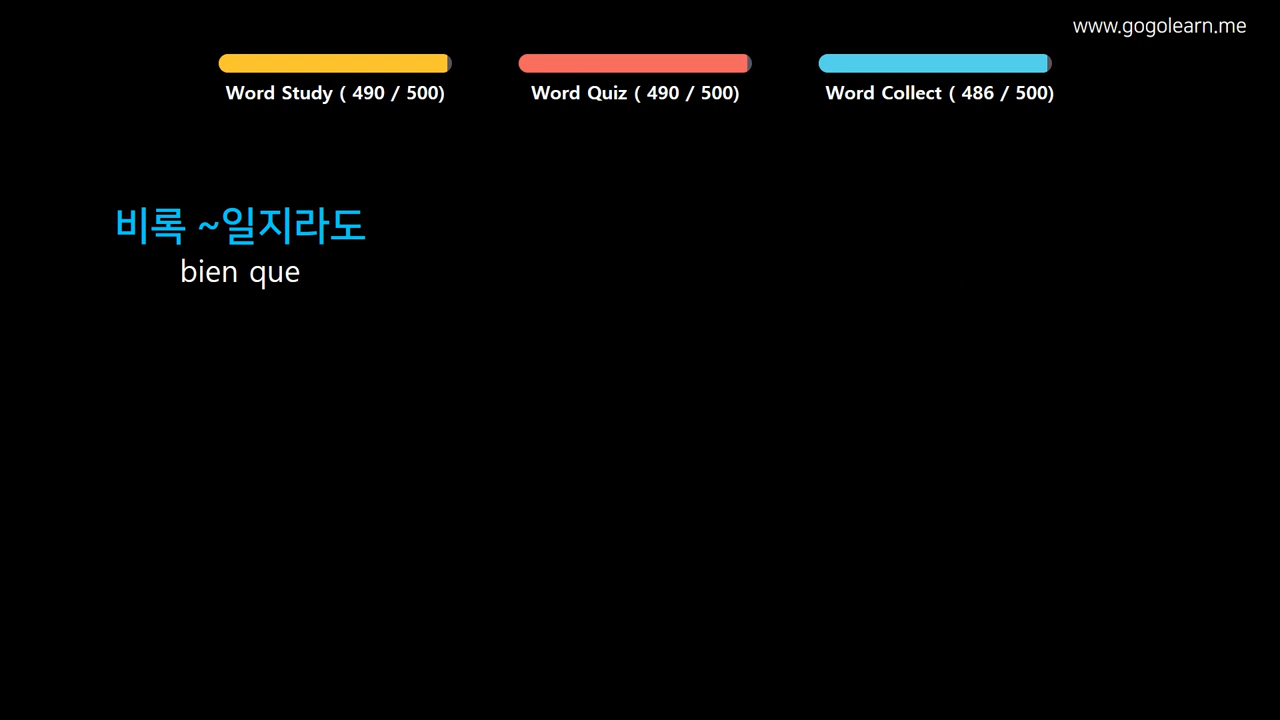 www.gogolearn.me
Word Study ( 490 / 500)
Word Quiz ( 490 / 500)
Word Collect ( 486 / 500)
비록 ~일지라도
bien que